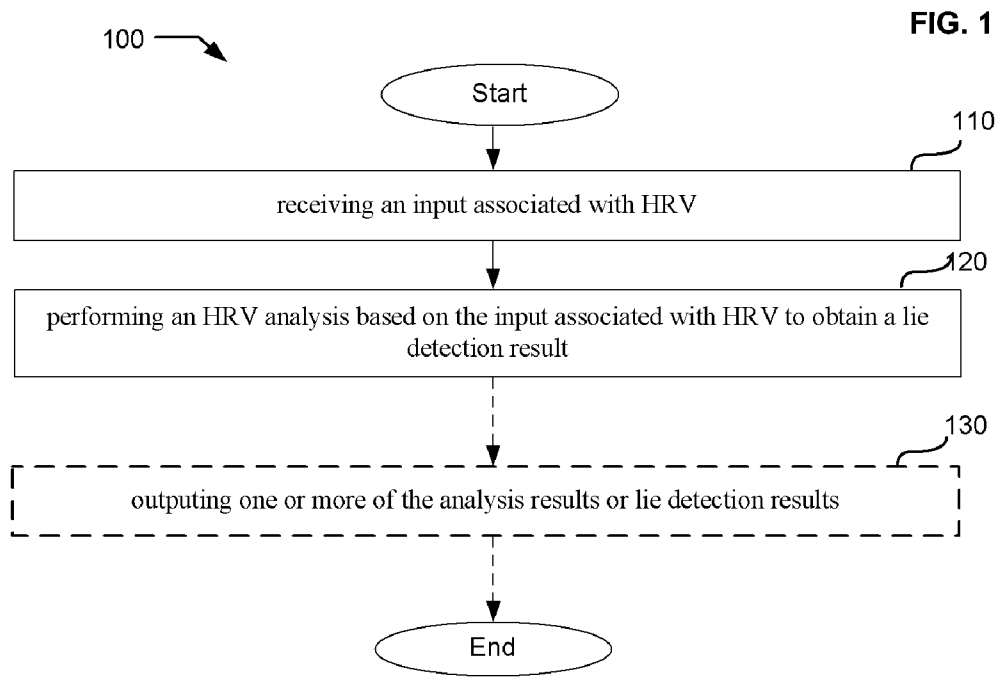 FIG. 1
100
Start
110
receiving an input associated with HRV
120
performing an HRV analysis based on the input associated with HRV to obtain a lie
detection result
130
outputing one or more of the analysis results or lie detection results
End